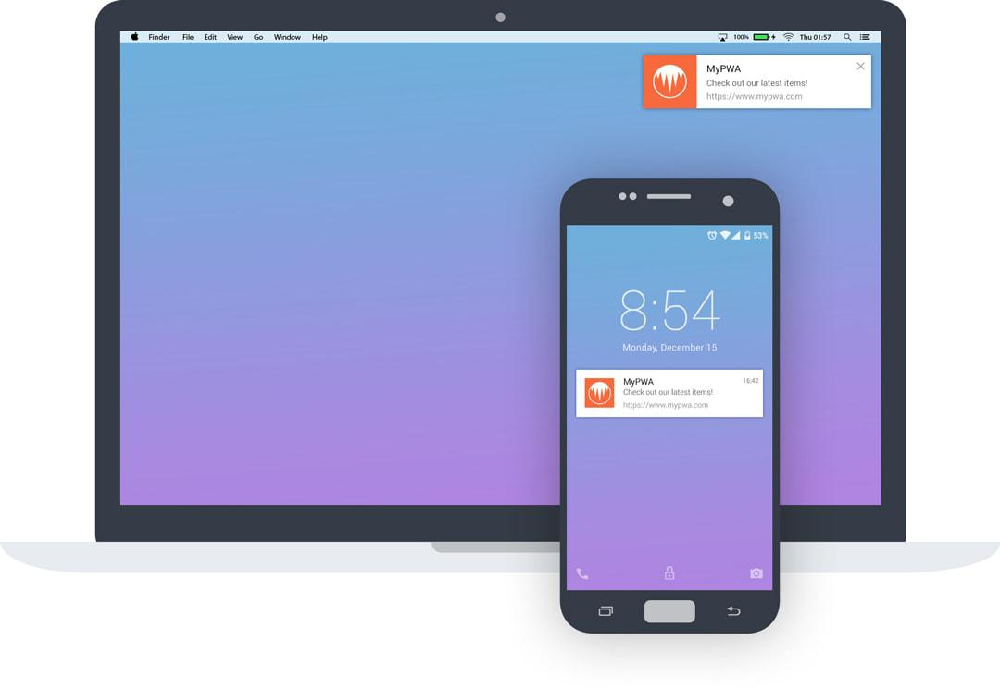 Finder File Edit View Go Window Help 100% Thu 01:57
MyPWA
Check out our latest items!
https://www.mypwa.com
53%
8:54
Monday, December 15
MyPWA 16:42
Check out our latest items!
https://www.mypwa.com